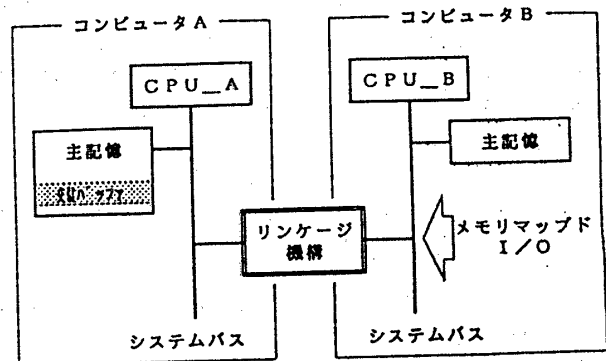 コンピュータA
コンピュータB
CPU__A
CPU__B
主記憶
主記憶
リンケージ
機構
メモリマップド
I/O
システムバス
システムバス